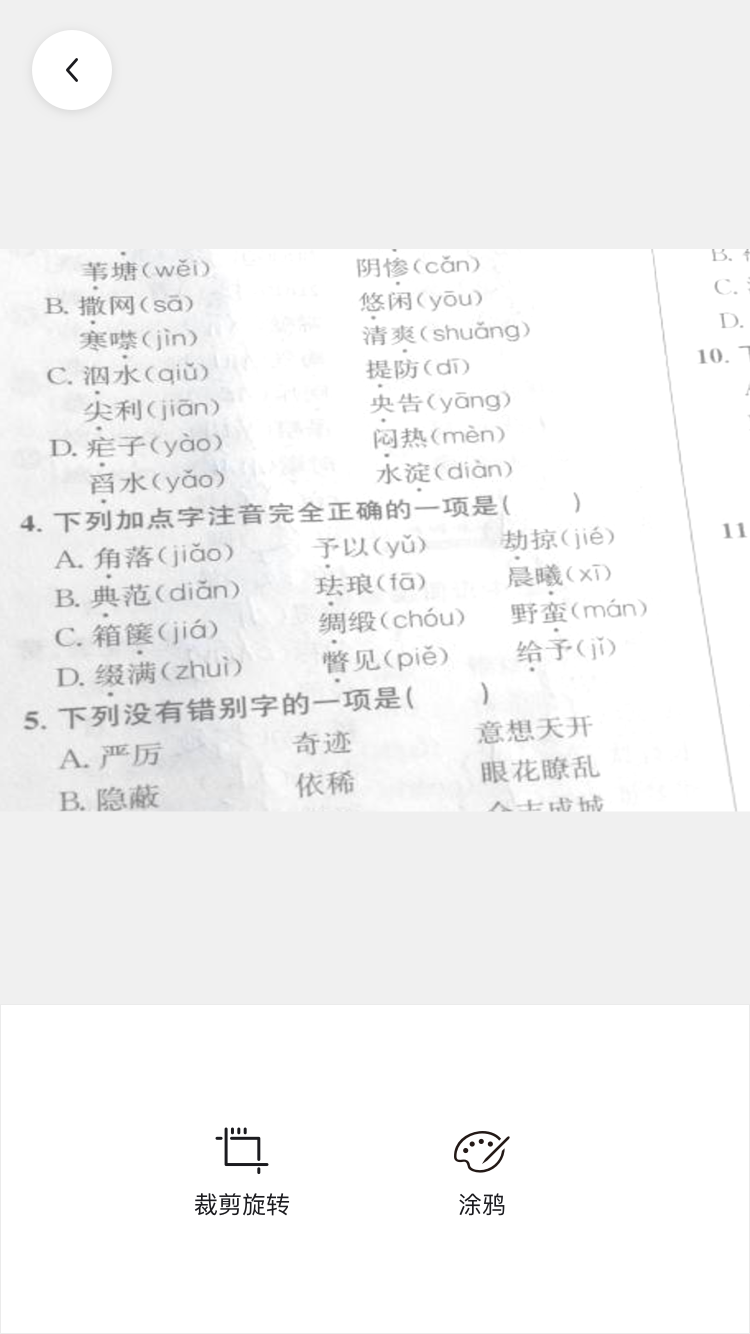 苇塘(wěi) 阴惨(cǎn)
B. 撒网(sā) 悠闲(yōu)
寒噤(jìn) 清爽(shuǎng)
C. 泅水(qiǔ) 提防(dī)
尖利(jiān) 央告(yāng)
D. 疟子(yào) 闷热(mèn)
舀水(yǎo) 水淀(diàn)
4. 下列加点字注音完全正确的一项是( )
A. 角落(jiǎo) 予以(yǔ) 劫掠(jié)
B. 典范(diǎn) 珐琅(fā) 晨曦(xī)
C. 箱箧(jiá) 绸缎(chóu) 野蛮(mán)
D. 缀满(zhuì) 瞥见(piě) 给予(jǐ)
5. 下列没有错别字的一项是( )
A. 严厉 奇迹 意想天开
B. 隐蔽 依稀 眼花瞭乱
B.
C.
D.
10.
11
裁剪旋转
涂鸦